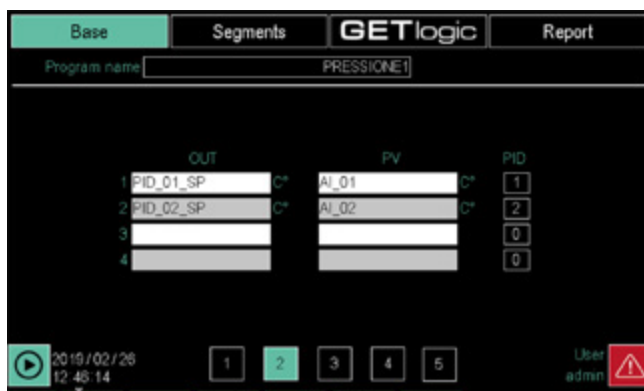 Base Segments GETlogic Report
Program name PRESSIONE1
OUT PV PID
1 PID_01_SP C° AI_01 C° 1
2 PID_02_SP C° AI_02 C° 2
3 0
4 0
2019/02/26 1 2 3 4 5 User
12:46:14 admin